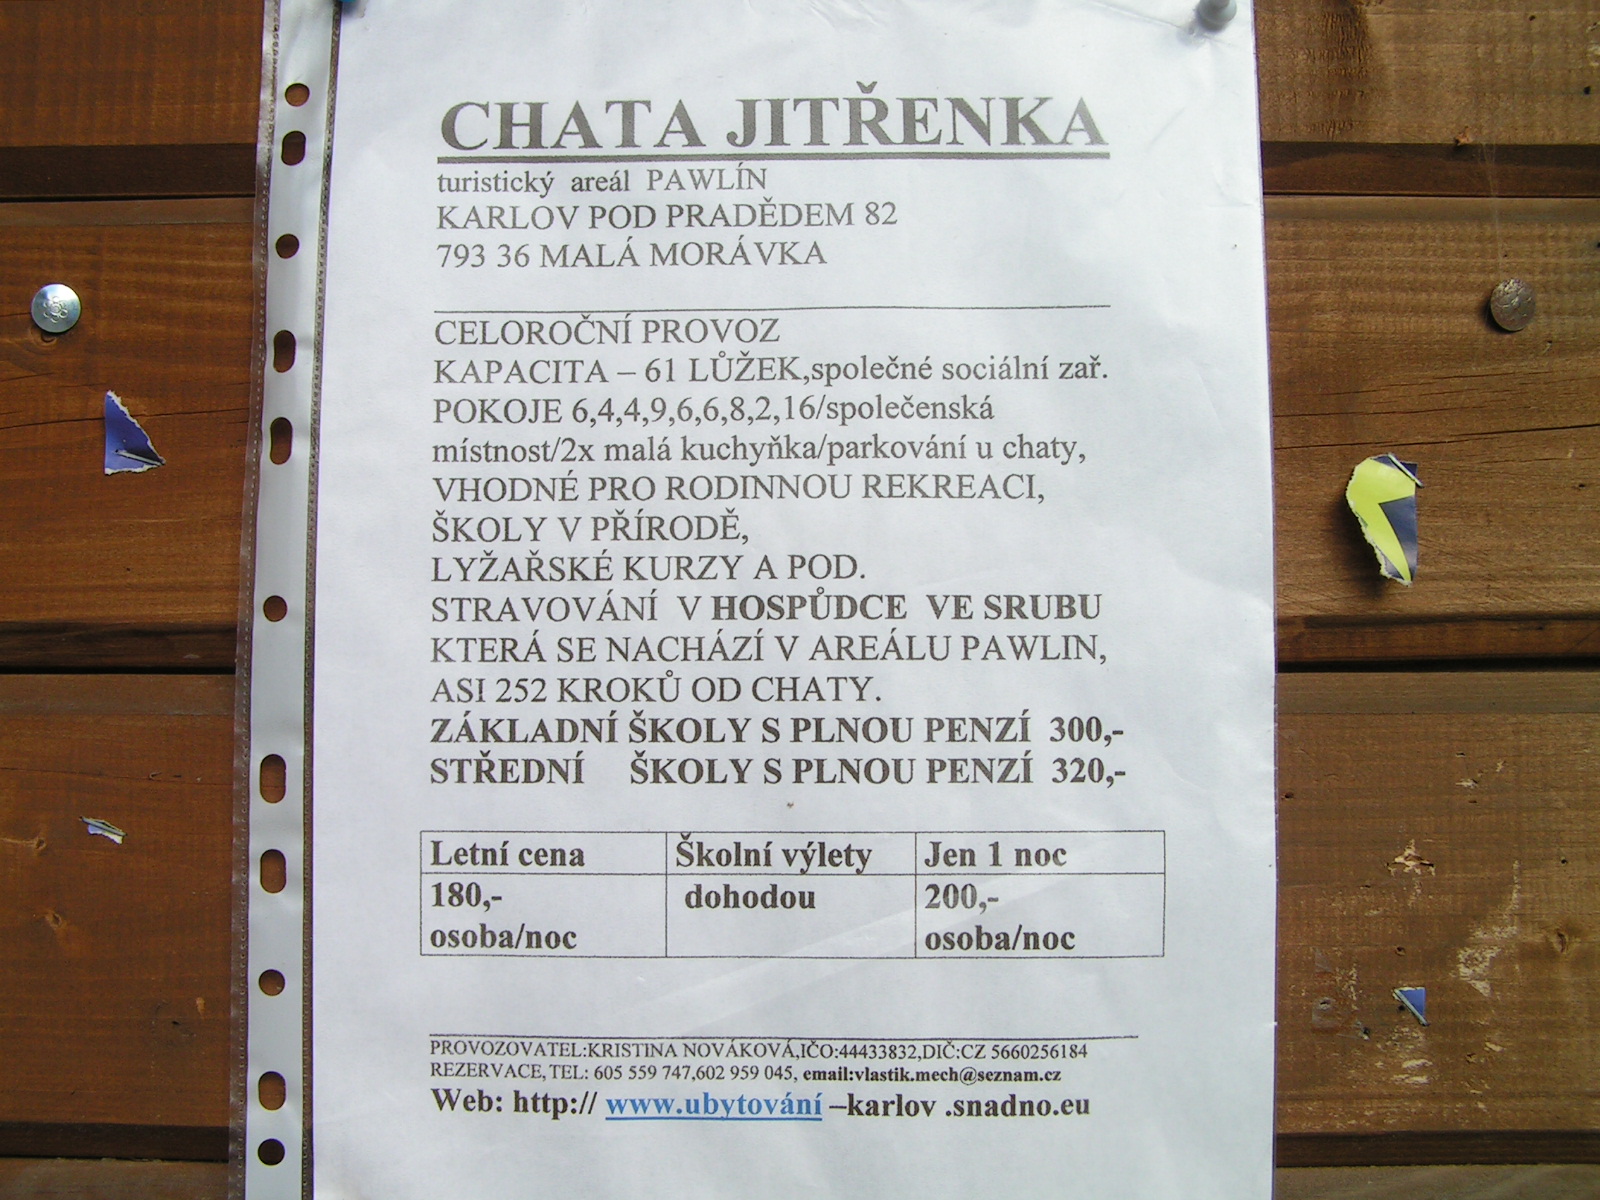 CHATA JITŘENKA
turistický areál PAWLÍN
KARLOV POD PRADĚDEM 82
793 36 MALÁ MORÁVKA
CELOROČNÍ PROVOZ
KAPACITA – 61 LŮŽEK,společné sociální zař.
POKOJE 6,4,4,9,6,6,8,2,16/společenská
místnost/2x malá kuchyňka/parkování u chaty,
VHODNÉ PRO RODINNOU REKREACI,
ŠKOLY V PŘÍRODĚ,
LYŽAŘSKÉ KURZY A POD.
STRAVOVÁNÍ V HOSPŮDCE VE SRUBU
KTERÁ SE NACHÁZÍ V AREÁLU PAWLIN,
ASI 252 KROKŮ OD CHATY.
ZÁKLADNÍ ŠKOLY S PLNOU PENZÍ 300,-
STŘEDNÍ ŠKOLY S PLNOU PENZÍ 320,-
Letní cena Školní výlety Jen 1 noc
180,- dohodou 200,-
osoba/noc osoba/noc
PROVOZOVATEL:KRISTINA NOVÁKOVÁ,IČO:44433832,DIČ:CZ 5660256184
REZERVACE, TEL: 605 559 747,602 959 045, email:vlastik.mech@seznam.cz
Web: http:// www.ubytování –karlov .snadno.eu